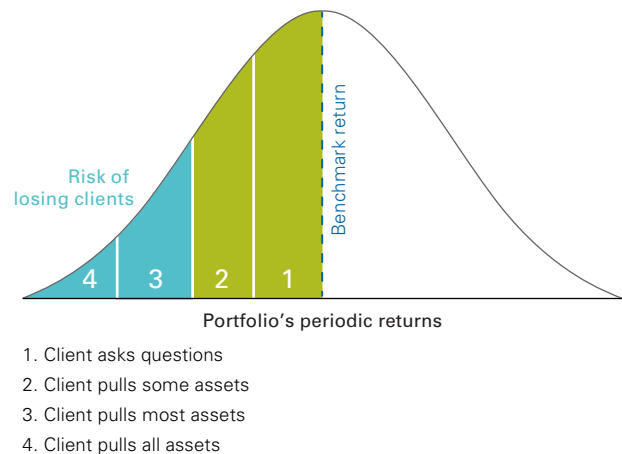 Benchmark return
Risk of
losing clients
4 3 2 1
Portfolio's periodic returns
1. Client asks questions
2. Client pulls some assets
3. Client pulls most assets
4. Client pulls all assets